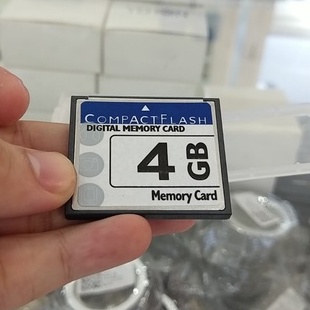 COMPACTFLASH
DIGITAL MEMORY CARD
4 GB
Memory Card